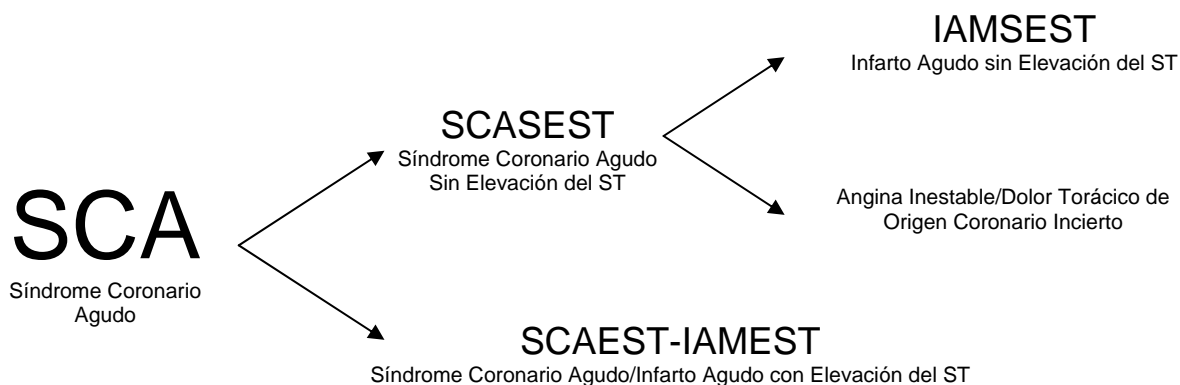 SCA
Síndrome Coronario
Agudo
SCASEST
Síndrome Coronario Agudo
Sin Elevación del ST
IAMSEST
Infarto Agudo sin Elevación del ST
Angina Inestable/Dolor Torácico de
Origen Coronario Incierto
SCAEST-IAMEST
Síndrome Coronario Agudo/Infarto Agudo con Elevación del ST